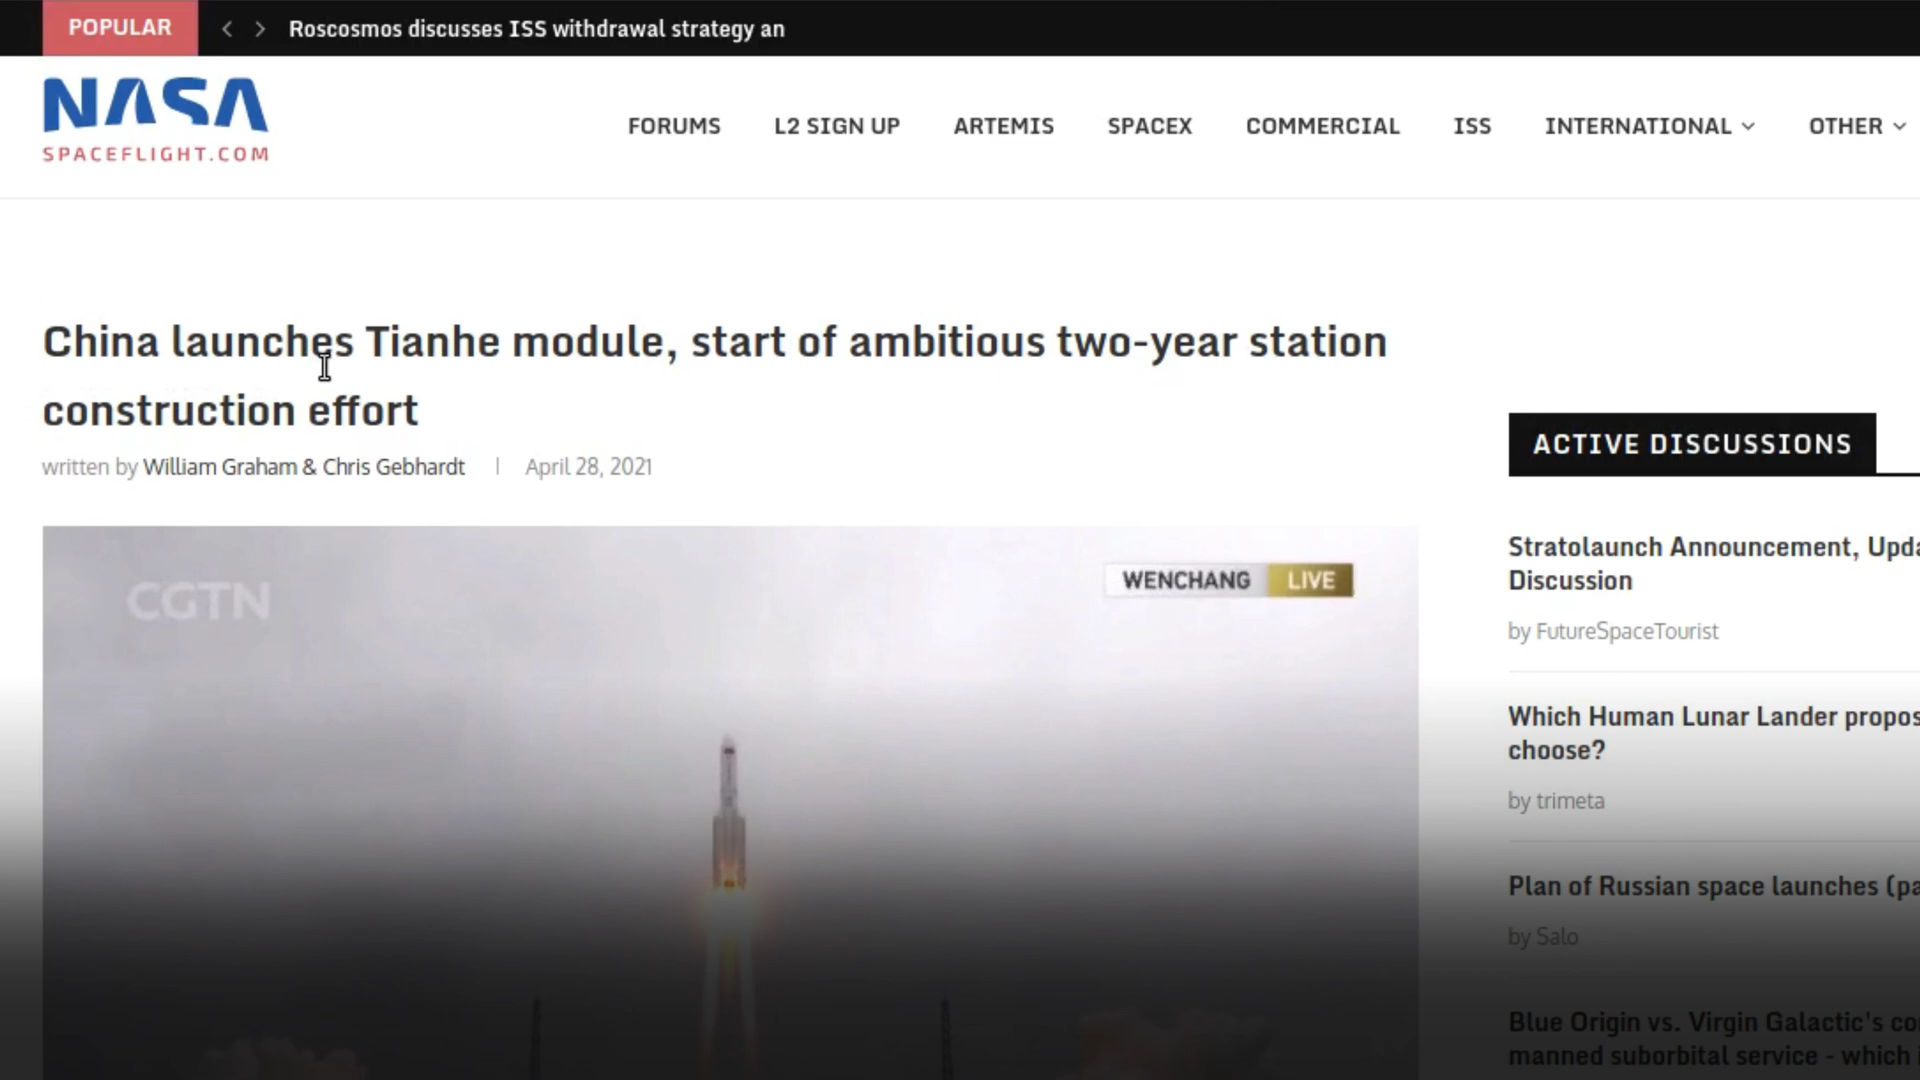 POPULAR
Roscosmos discusses ISS withdrawal strategy an
NASA
SPACEFLIGHT.COM
FORUMS
L2 SIGN UP
ARTEMIS
SPACEX
COMMERCIAL
ISS
INTERNATIONAL
OTHER
China launches Tianhe module, start of ambitious two-year station
construction effort
written by William Graham & Chris Gebhardt | April 28, 2021
CGTN
WENCHANG LIVE
ACTIVE DISCUSSIONS
Stratolaunch Announcement, Upda
Discussion
by FutureSpaceTourist
Which Human Lunar Lander propos
choose?
by trimeta
Plan of Russian space launches (pa
by Salo
Blue Origin vs. Virgin Galactic's co
manned suborbital service - which